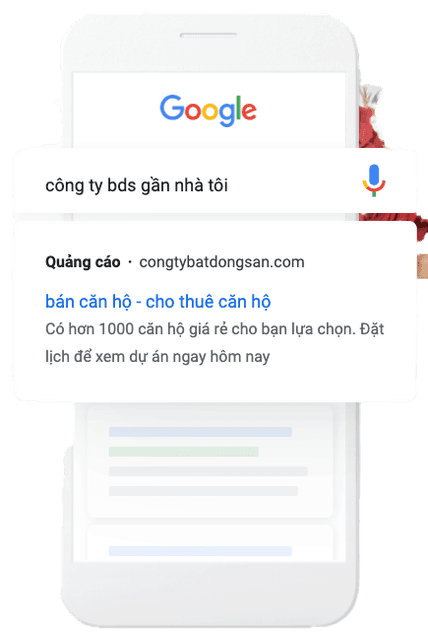 Google
công ty bds gần nhà tôi
Quảng cáo · congtybatdongsan.com
bán căn hộ - cho thuê căn hộ
Có hơn 1000 căn hộ giá rẻ cho bạn lựa chọn. Đặt
lịch để xem dự án ngay hôm nay